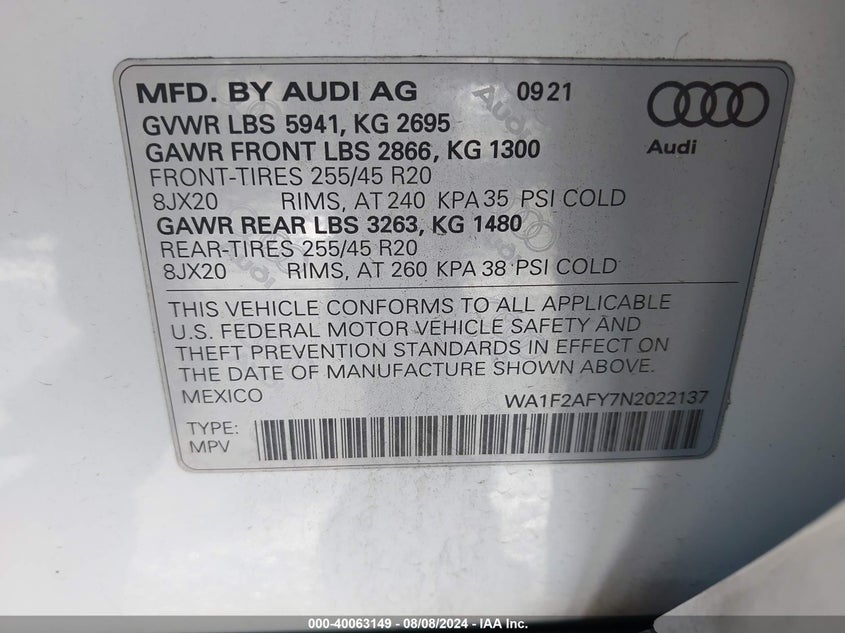 MFD. BY AUDI AG 09 21
GVWR LBS 5941, KG 2695
GAWR FRONT LBS 2866, KG 1300
Audi
FRONT-TIRES 255/45 R20
8JX20 RIMS, AT 240 KPA 35 PSI COLD
GAWR REAR LBS 3263, KG 1480
REAR-TIRES 255/45 R20
8JX20 RIMS, AT 260 KPA 38 PSI COLD
THIS VEHICLE CONFORMS TO ALL APPLICABLE
U.S. FEDERAL MOTOR VEHICLE SAFETY AND
THEFT PREVENTION STANDARDS IN EFFECT ON
THE DATE OF MANUFACTURE SHOWN ABOVE.
MEXICO WA1F2AFY7N2022137
TYPE:
MPV
000-40063149 - 08/08/2024 - IAA Inc.